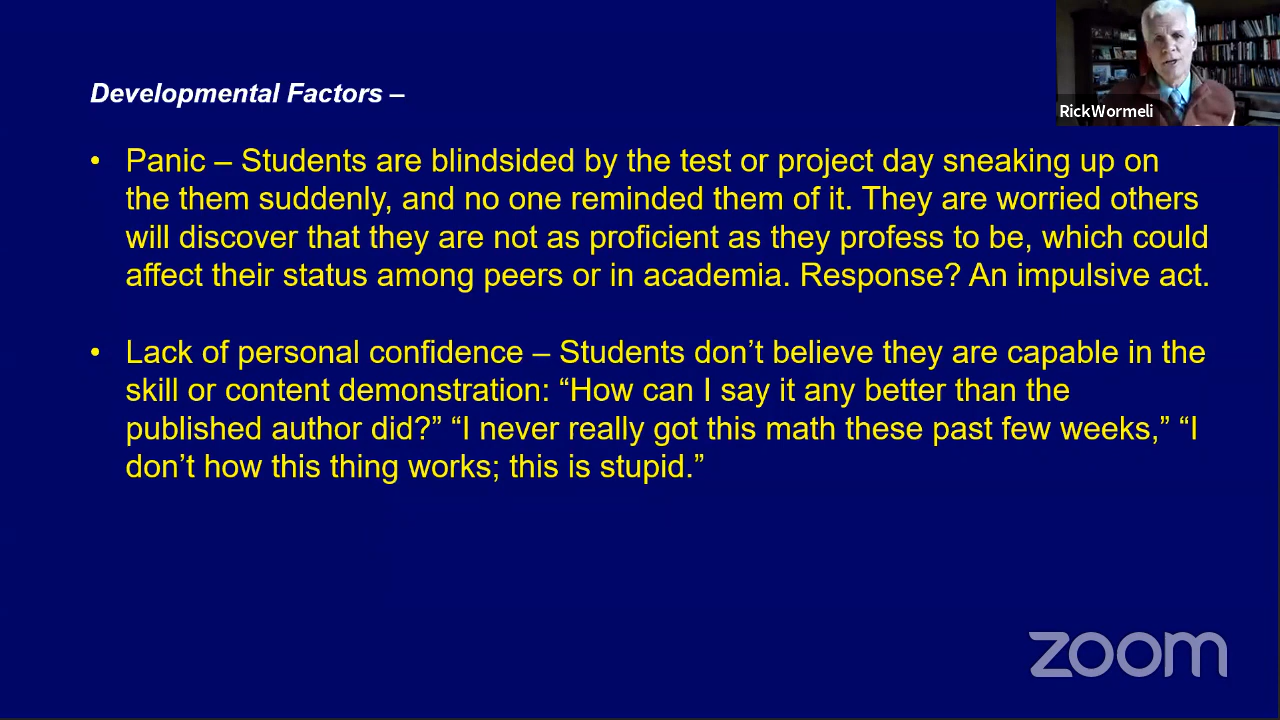 RickWormeli
Developmental Factors –
• Panic – Students are blindsided by the test or project day sneaking up on
the them suddenly, and no one reminded them of it. They are worried others
will discover that they are not as proficient as they profess to be, which could
affect their status among peers or in academia. Response? An impulsive act.
• Lack of personal confidence – Students don’t believe they are capable in the
skill or content demonstration: “How can I say it any better than the
published author did?” “I never really got this math these past few weeks,” “I
don’t how this thing works; this is stupid.”
zoom